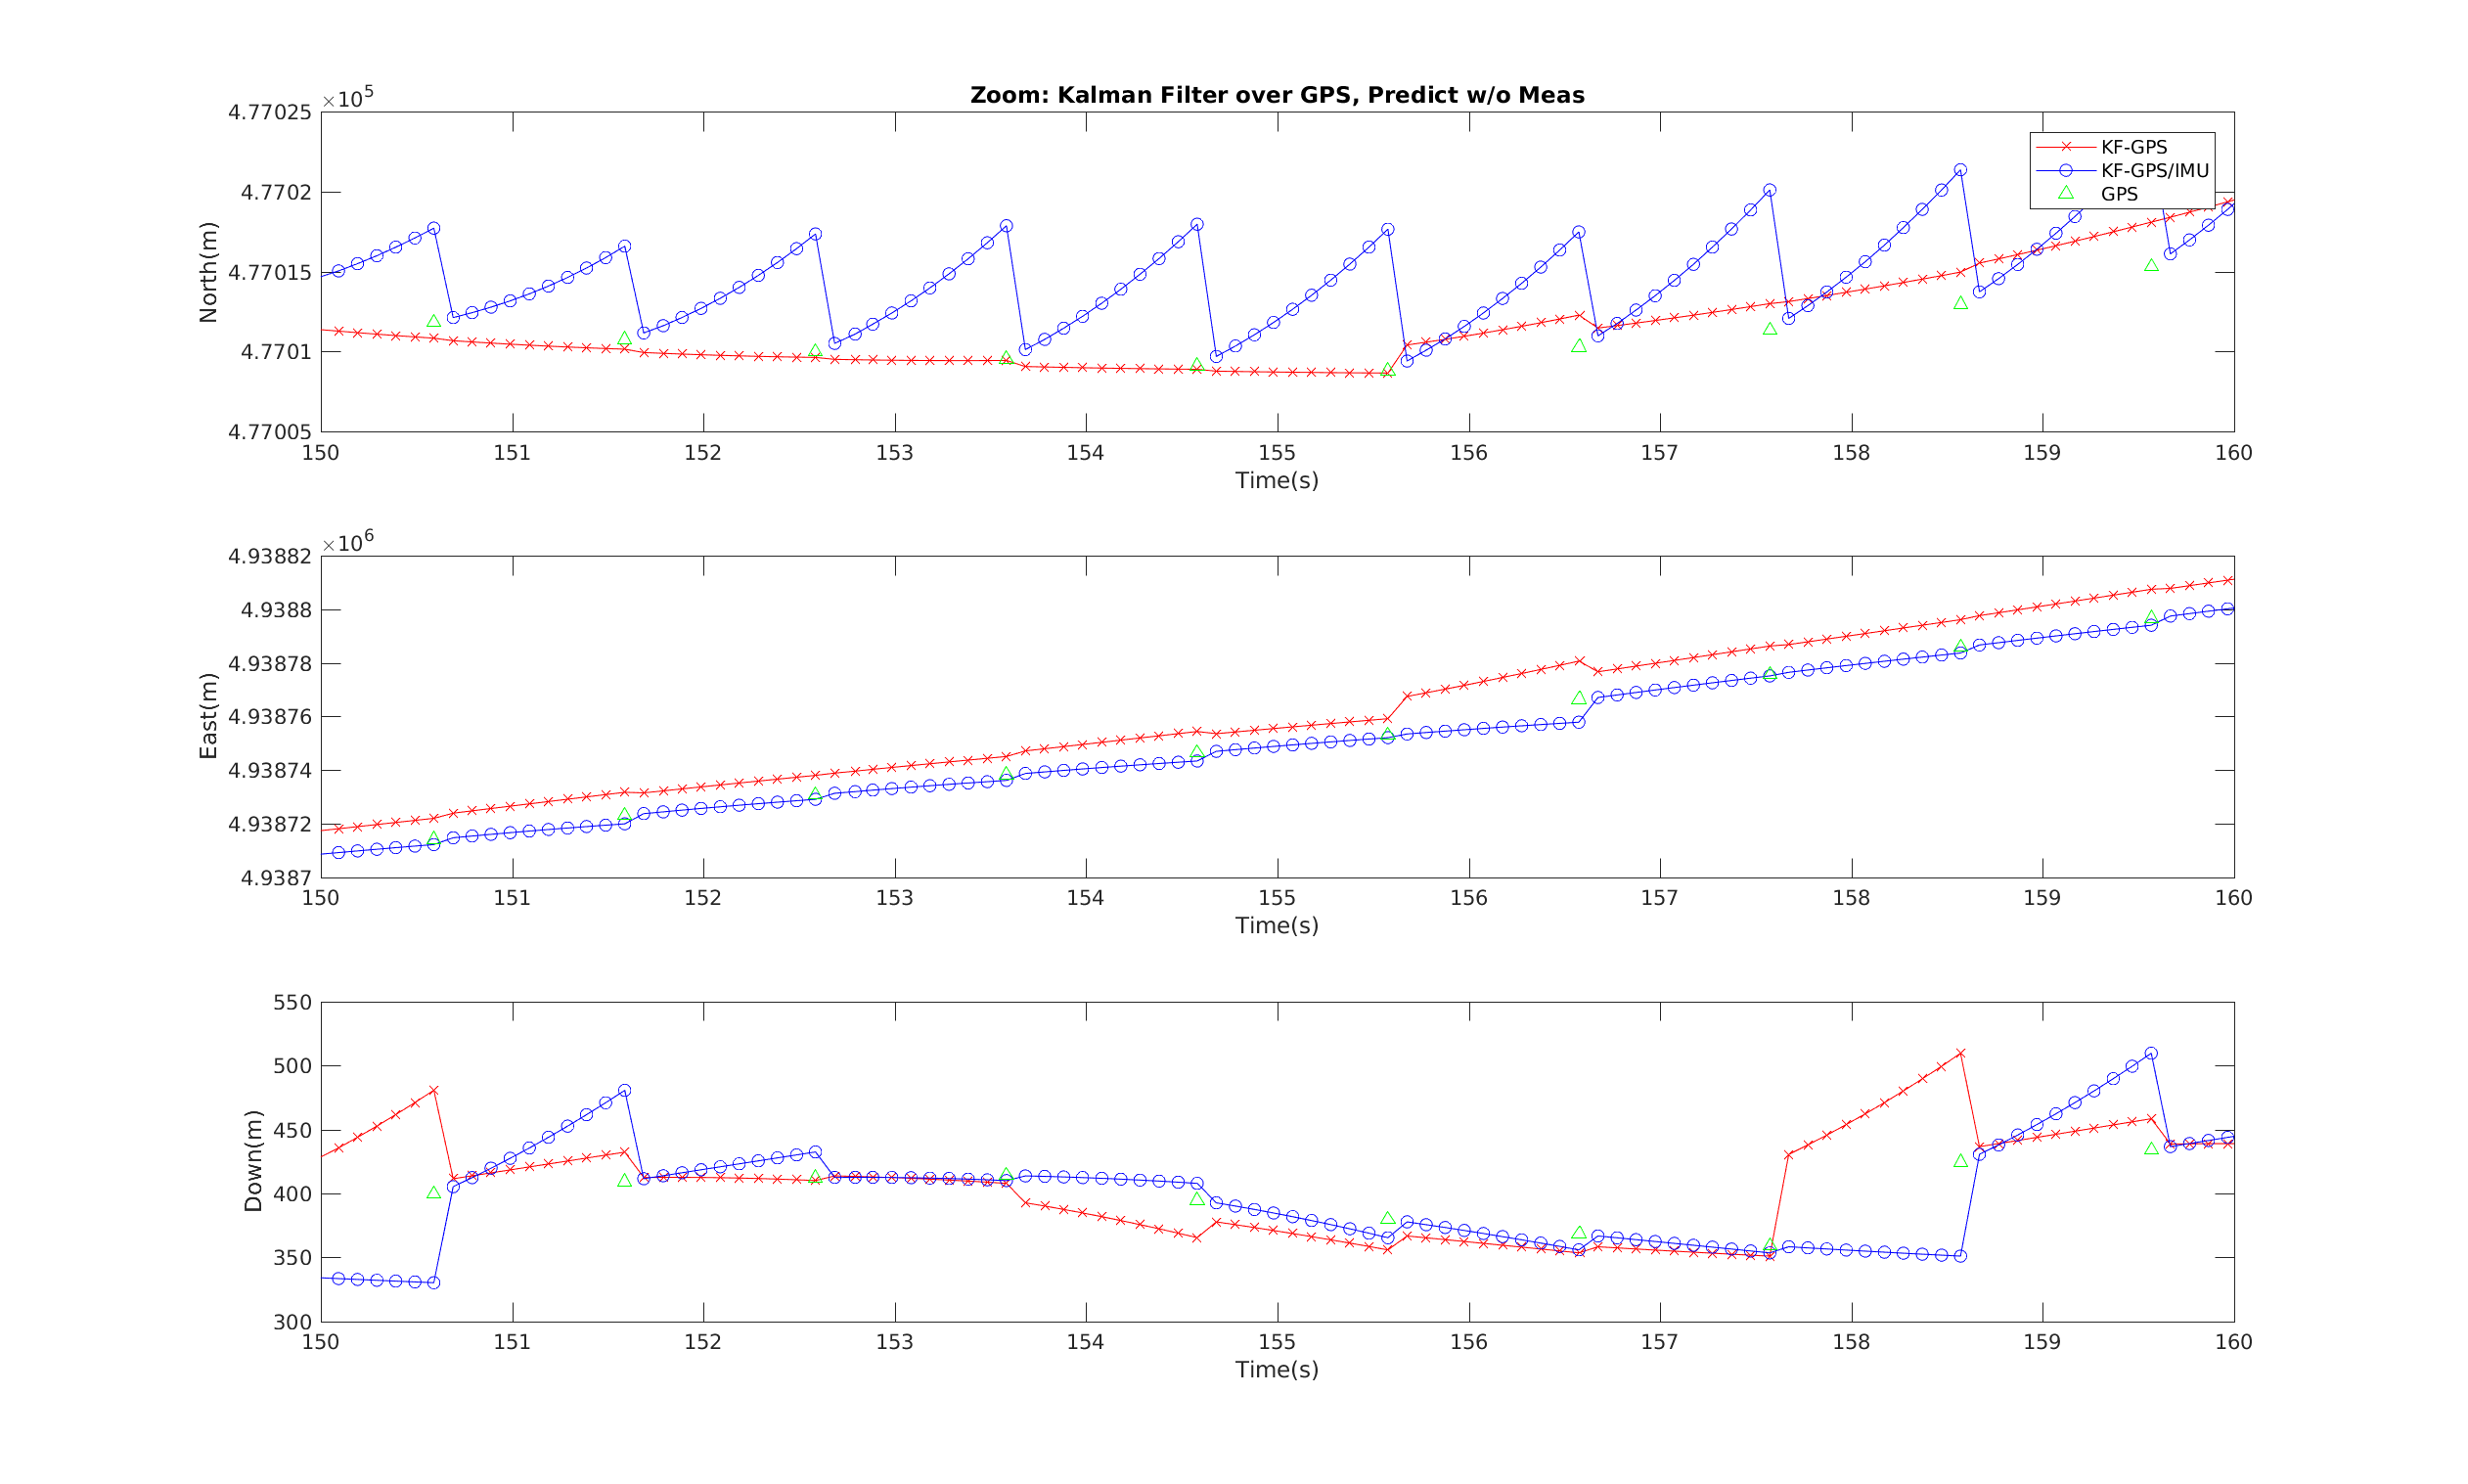 Zoom: Kalman Filter over GPS, Predict w/o Meas
×10^5
4.77025
4.7702
4.77015
4.7701
4.77005
North(m)
KF-GPS
KF-GPS/IMU
GPS
150 151 152 153 154 155 156 157 158 159 160
Time(s)
×10^6
4.93882
4.9388
4.93878
4.93876
4.93874
4.93872
4.9387
East(m)
150 151 152 153 154 155 156 157 158 159 160
Time(s)
550
500
450
400
350
300
Down(m)
150 151 152 153 154 155 156 157 158 159 160
Time(s)